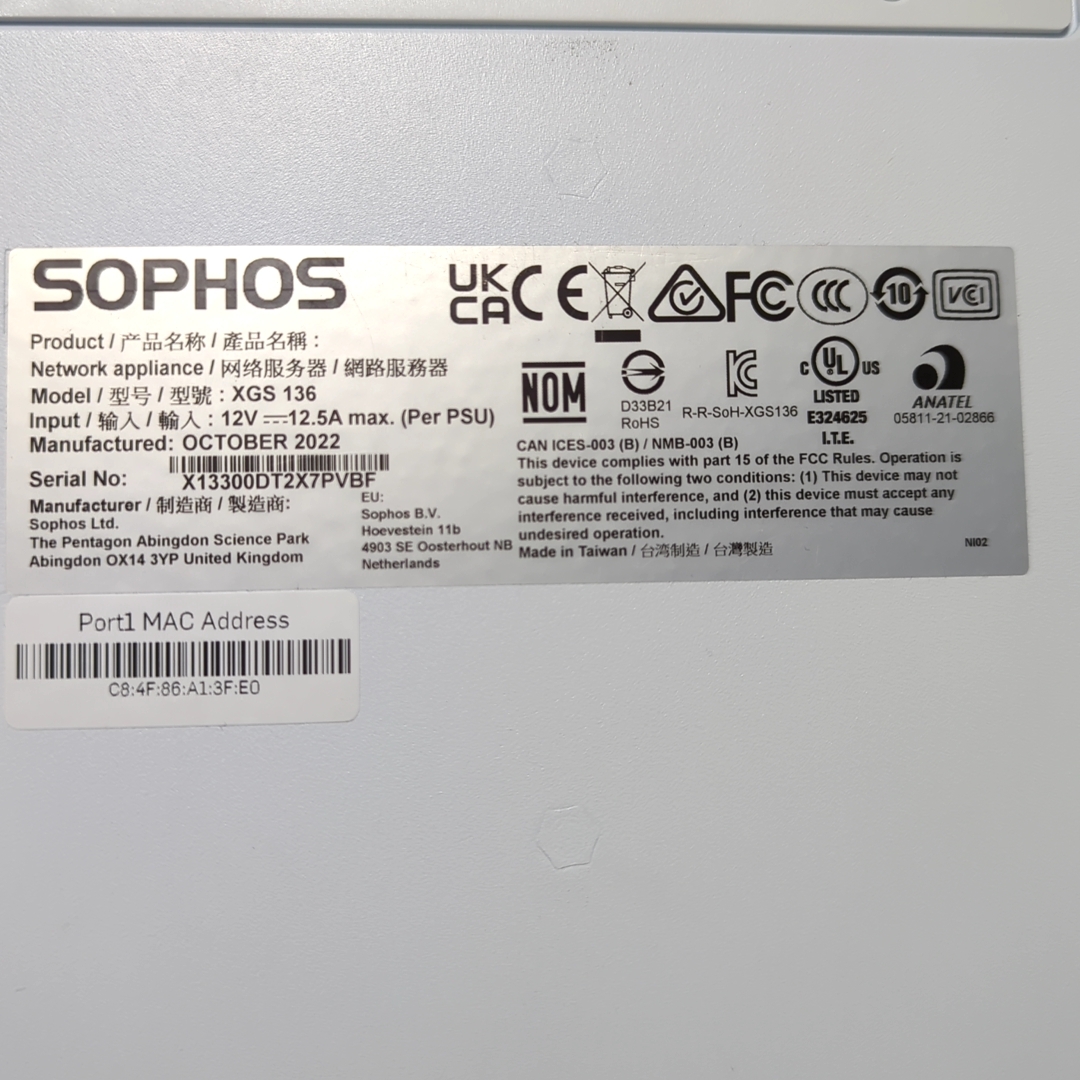 SOPHOS
Product / 产品名称 / 產品名稱 :
Network appliance / 网络服务器 / 網路服務器
Model / 型号 / 型號 : XGS 136
Input / 输入 / 輸入 : 12V ⎓12.5A max. (Per PSU)
Manufactured: OCTOBER 2022
Serial No: X13300DT2X7PVBF
Manufacturer / 制造商 / 製造商:
Sophos Ltd.
The Pentagon Abingdon Science Park
Abingdon OX14 3YP United Kingdom
EU:
Sophos B.V.
Hoevestein 11b
4903 SE Oosterhout NB
Netherlands
UK
CA CE FC CCC 10 VCI
NOM
D33B21
RoHS
R-R-SoH-XGS136
c UL US
LISTED
E324625
I.T.E.
ANATEL
05811-21-02866
CAN ICES-003 (B) / NMB-003 (B)
This device complies with part 15 of the FCC Rules. Operation is
subject to the following two conditions: (1) This device may not
cause harmful interference, and (2) this device must accept any
interference received, including interference that may cause
undesired operation.
Made in Taiwan / 台湾制造 / 台灣製造
NI02
Port1 MAC Address
C8:4F:86:A1:3F:E0